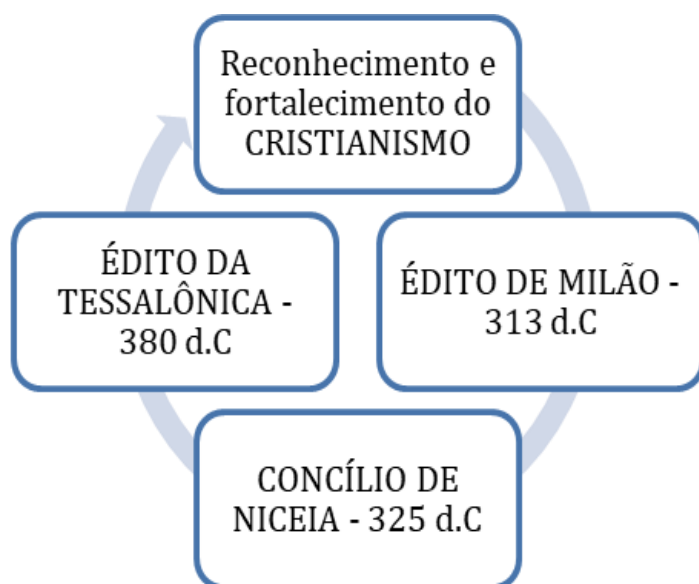 Reconhecimento e
fortalecimento do
CRISTIANISMO
ÉDITO DA
TESSALÔNICA -
380 d.C
ÉDITO DE MILÃO -
313 d.C
CONCÍLIO DE
NICEIA - 325 d.C